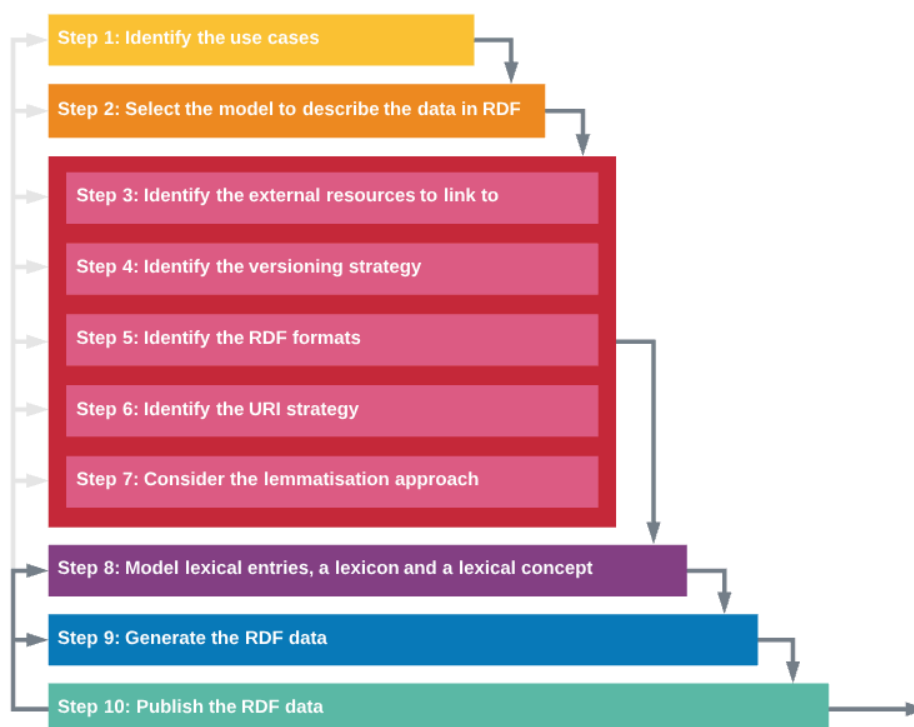 Step 1: Identify the use cases
Step 2: Select the model to describe the data in RDF
Step 3: Identify the external resources to link to
Step 4: Identify the versioning strategy
Step 5: Identify the RDF formats
Step 6: Identify the URI strategy
Step 7: Consider the lemmatisation approach
Step 8: Model lexical entries, a lexicon and a lexical concept
Step 9: Generate the RDF data
Step 10: Publish the RDF data